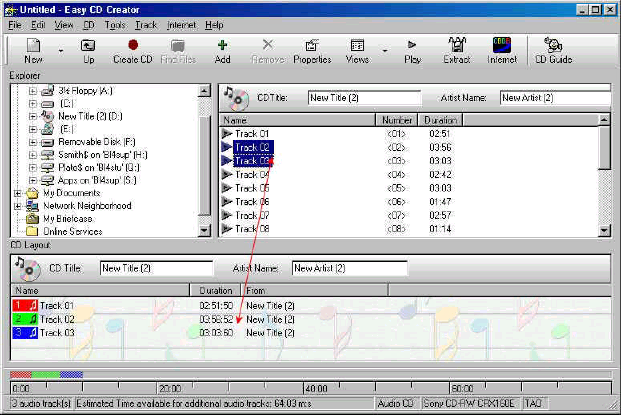 Untitled - Easy CD Creator
File Edit View CD Tools Track Internet Help
New Up Create CD Find Files Add Remove Properties Views Play Extract Internet CD Guide
Explorer
3½ Floppy (A:)
(C:)
New Title (2) (D:)
(E:)
Removable Disk (F:)
Ssmith$ on 'Bl4sup' (H:)
Plato$ on 'Bl4stu' (Q:)
Apps on 'Bl4sup' (S:)
My Documents
Network Neighborhood
My Briefcase
Online Services
CD Title: New Title (2) Artist Name: New Artist (2)
Name Number Duration
Track 01 <01> 02:51
Track 02 <02> 03:56
Track 03 <03> 03:03
Track 04 <04> 02:42
Track 05 <05> 03:03
Track 06 <06> 01:47
Track 07 <07> 02:57
Track 08 <08> 01:14
CD Layout
CD Title: New Title (2) Artist Name: New Artist (2)
Name Duration From
1 Track 01 02:51:50 New Title (2)
2 Track 02 03:56:52 New Title (2)
3 Track 03 03:03:60 New Title (2)
0:00 20:00 40:00 60:00
3 audio track(s) Estimated Time available for additional audio tracks: 64:03 m:s Audio CD Sony CD-RW CRX160E TAO